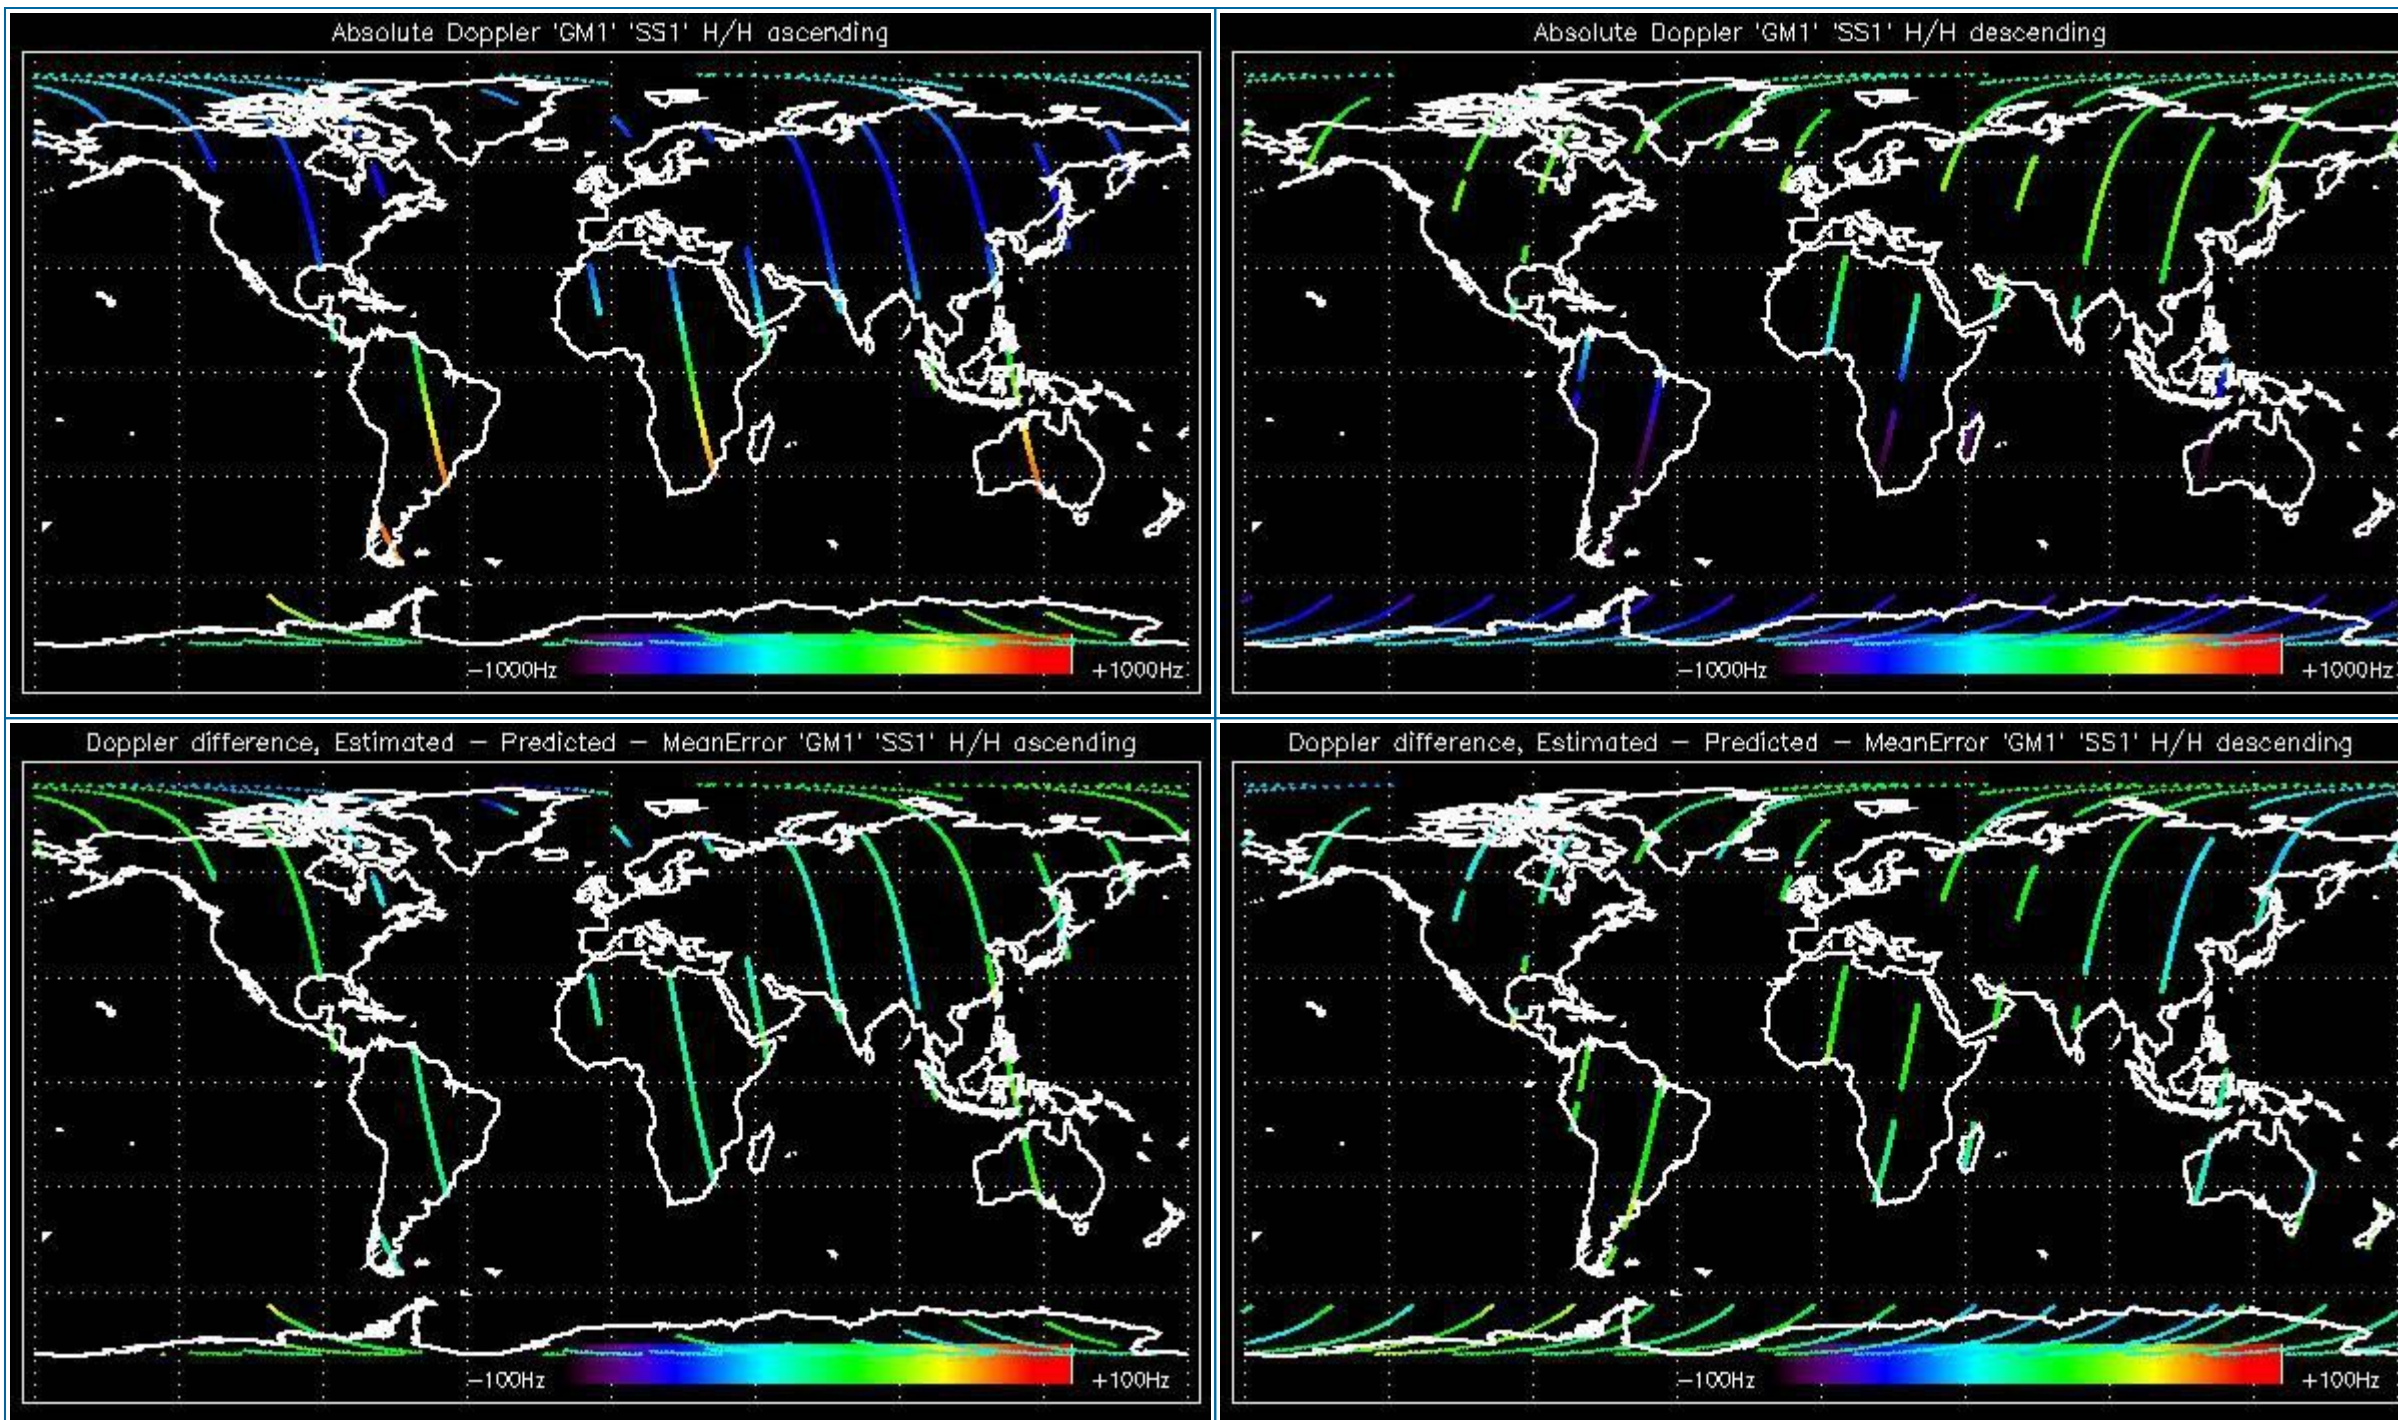 Absolute Doppler 'GM1' 'SS1' H/H ascending
-1000Hz
+1000Hz
Absolute Doppler 'GM1' 'SS1' H/H descending
-1000Hz
+1000Hz
Doppler difference, Estimated - Predicted - MeanError 'GM1' 'SS1' H/H ascending
-100Hz
+100Hz
Doppler difference, Estimated - Predicted - MeanError 'GM1' 'SS1' H/H descending
-100Hz
+100Hz